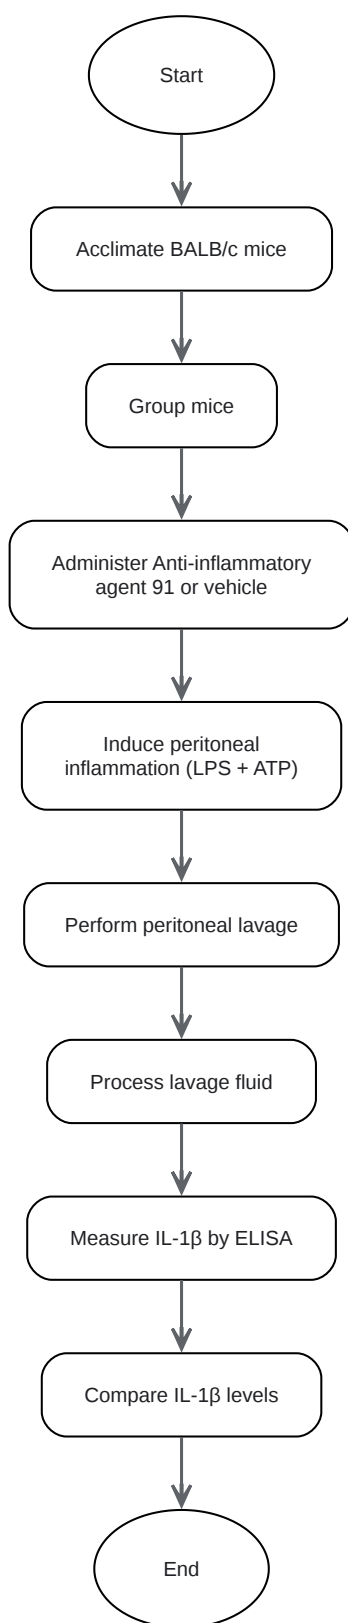 Start
Acclimate BALB/c mice
Group mice
Administer Anti-inflammatory
agent 91 or vehicle
Induce peritoneal
inflammation (LPS + ATP)
Perform peritoneal lavage
Process lavage fluid
Measure IL-1β by ELISA
Compare IL-1β levels
End